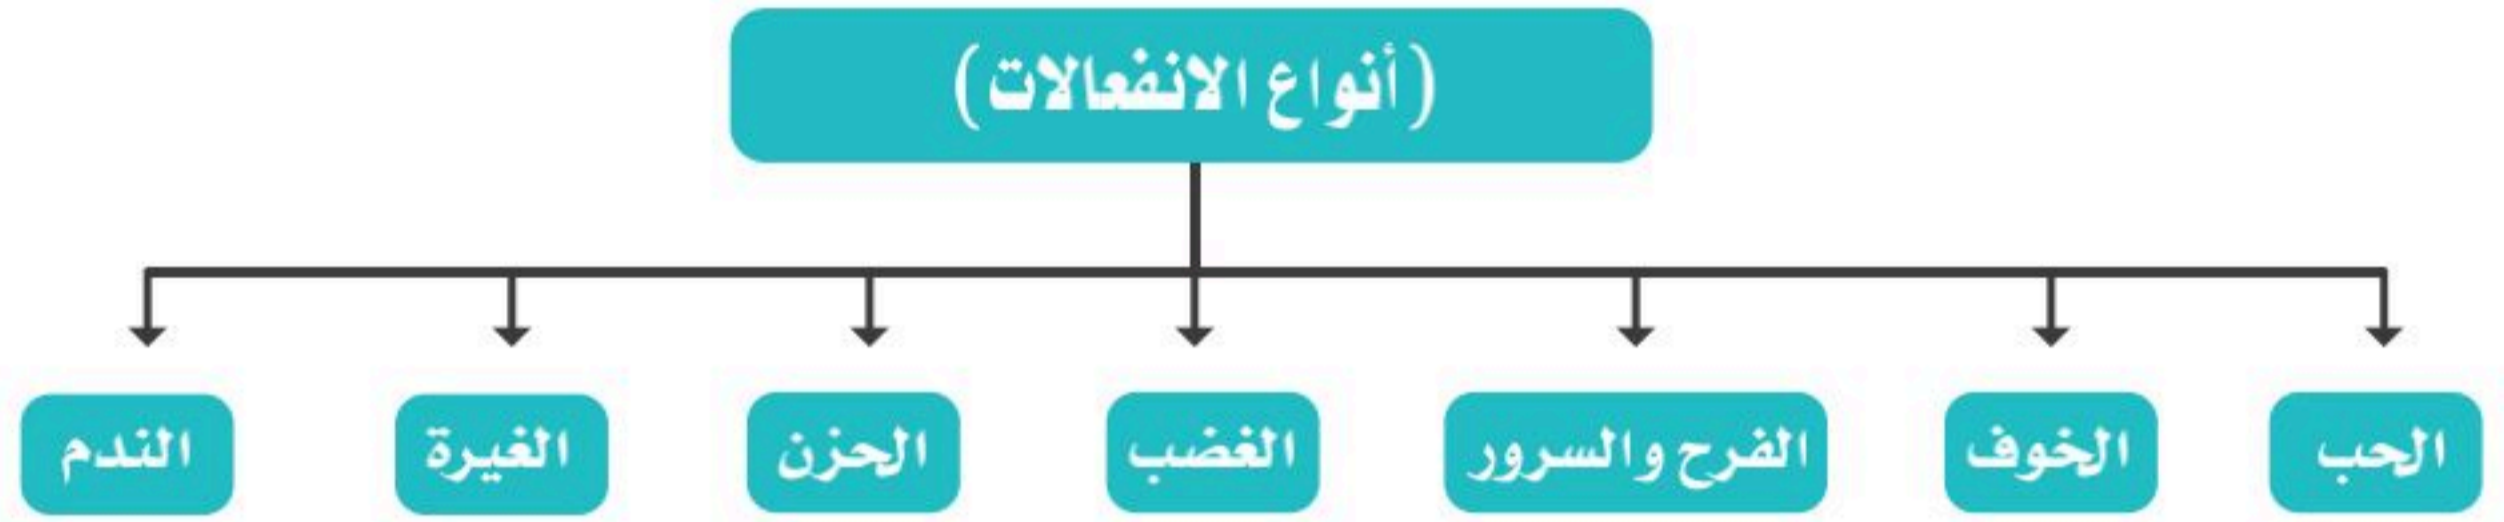 (أنواع الانفعالات)
الحب
الخوف
الفرح والسرور
الغضب
الحزن
الغيرة
الندم